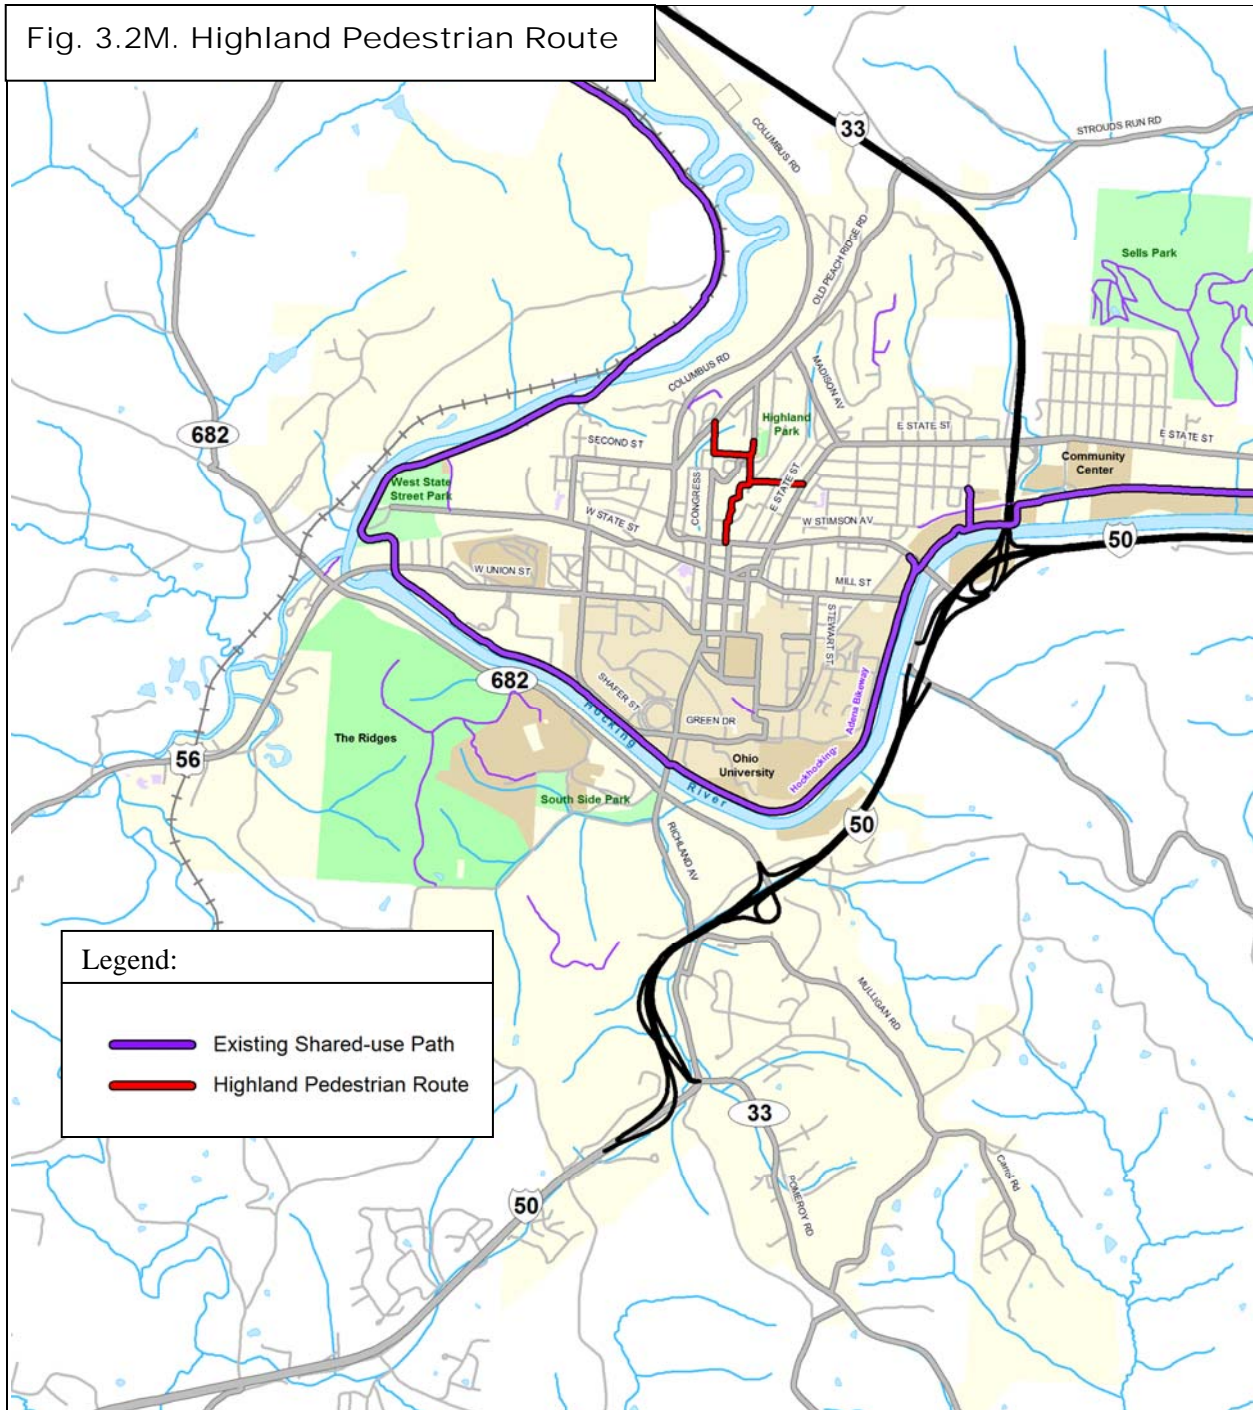 Fig. 3.2M. Highland Pedestrian Route
COLUMBUS RD
33
STROUDS RUN RD
OLD PEACH RIDGE RD
Sells Park
COLUMBUS RD
MADISON AV
Highland
Park
682
SECOND ST
E STATE ST
E STATE ST
Community
Center
West State
Street Park
CONGRESS
E STATE ST
W STATE ST
W STIMSON AV
50
W UNION ST
MILL ST
STEWART ST
682
SHAFER ST
Hocking
River
GREEN DR
Hockhocking-
Adena Bikeway
The Ridges
56
Ohio
University
South Side Park
50
RICHLAND AV
Legend:
Existing Shared-use Path
Highland Pedestrian Route
MULLIGAN RD
33
Carrol Rd
POMEROY RD
50